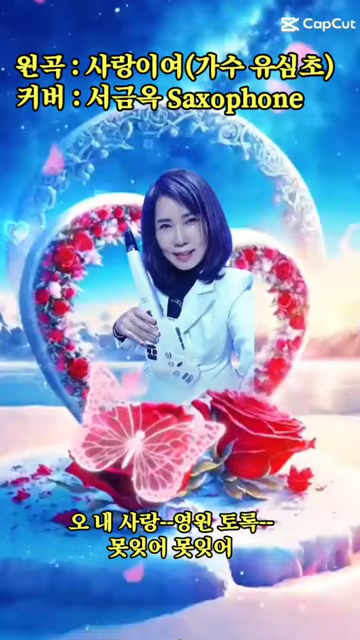 CapCut
원곡 : 사랑이여(가수 유심초)
커버 : 서금옥 Saxophone
오 내 사랑--영원 토록--
못잊어 못잊어